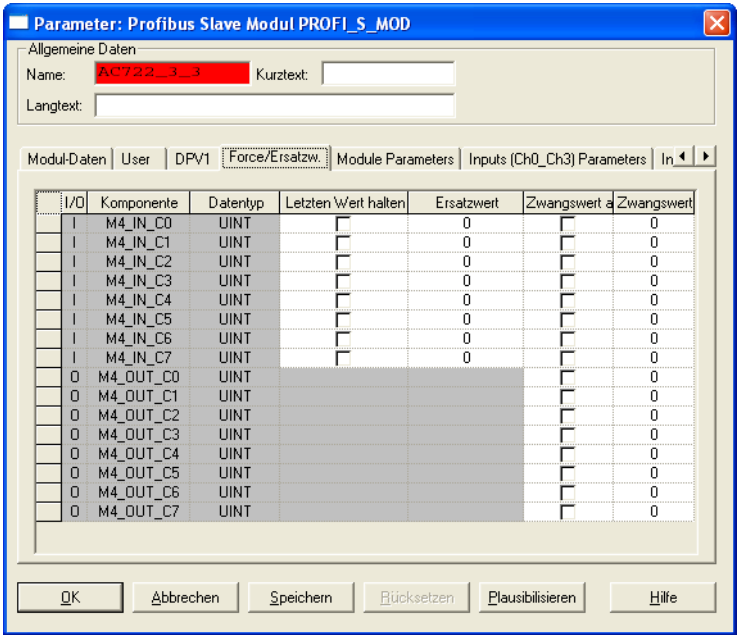 Parameter: Profibus Slave Modul PROFI_S_MOD
Allgemeine Daten
Name: AC722_3_3 Kurztext:
Langtext:
Modul-Daten User DPV1 Force/Ersatzw. Module Parameters Inputs (Ch0_Ch3) Parameters In
I/O Komponente Datentyp Letzten Wert halten Ersatzwert Zwangswert a Zwangswert
I M4_IN_C0 UINT 0 0
I M4_IN_C1 UINT 0 0
I M4_IN_C2 UINT 0 0
I M4_IN_C3 UINT 0 0
I M4_IN_C4 UINT 0 0
I M4_IN_C5 UINT 0 0
I M4_IN_C6 UINT 0 0
I M4_IN_C7 UINT 0 0
O M4_OUT_C0 UINT 0
O M4_OUT_C1 UINT 0
O M4_OUT_C2 UINT 0
O M4_OUT_C3 UINT 0
O M4_OUT_C4 UINT 0
O M4_OUT_C5 UINT 0
O M4_OUT_C6 UINT 0
O M4_OUT_C7 UINT 0
OK Abbrechen Speichern Rücksetzen Plausibilisieren Hilfe